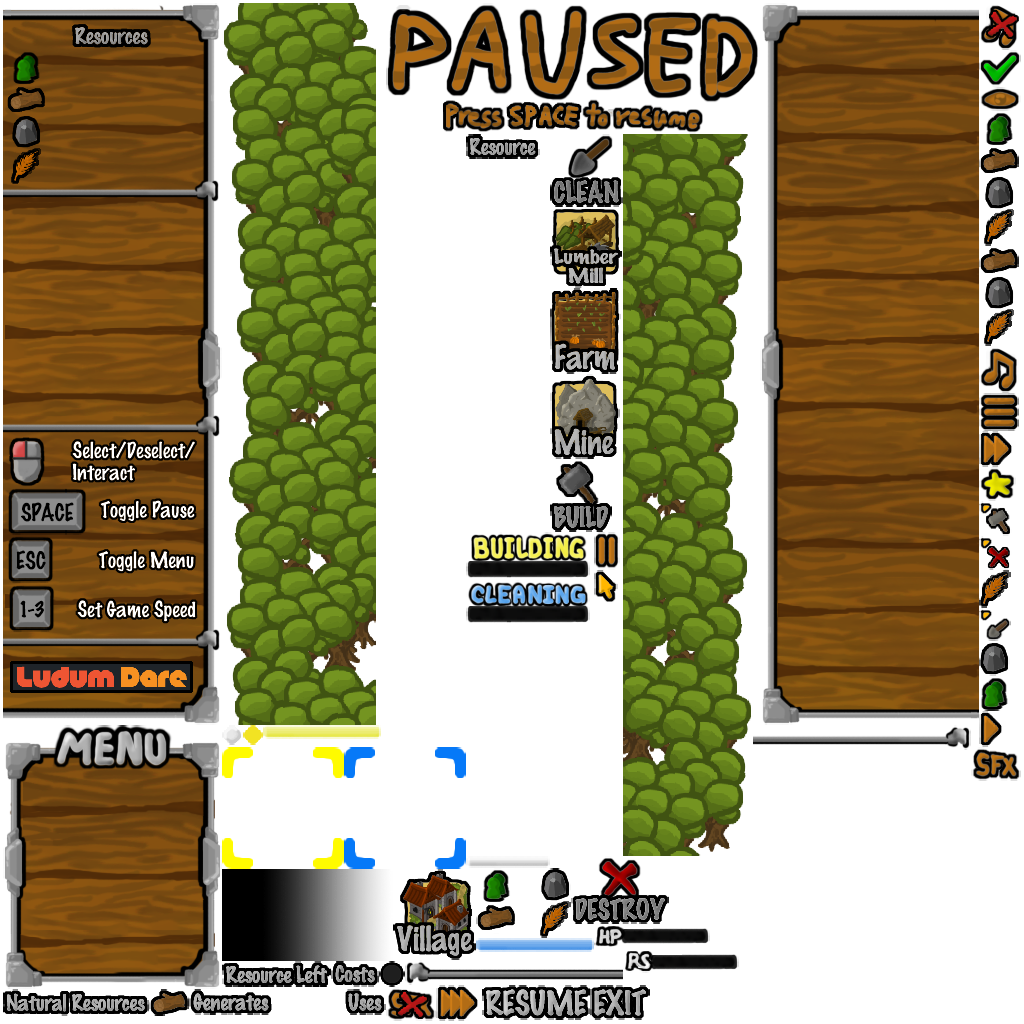 Resources
PAUSED
Press SPACE to resume
Resource
CLEAN
Lumber
Mill
Farm
Mine
BUILD
BUILDING
CLEANING
Select/Deselect/
Interact
SPACE
Toggle Pause
ESC
Toggle Menu
1-3
Set Game Speed
Ludum Dare
MENU
SFX
Village
DESTROY
HP
RS
Resource Left
Costs
Natural Resources
Generates
Uses
RESUME
EXIT